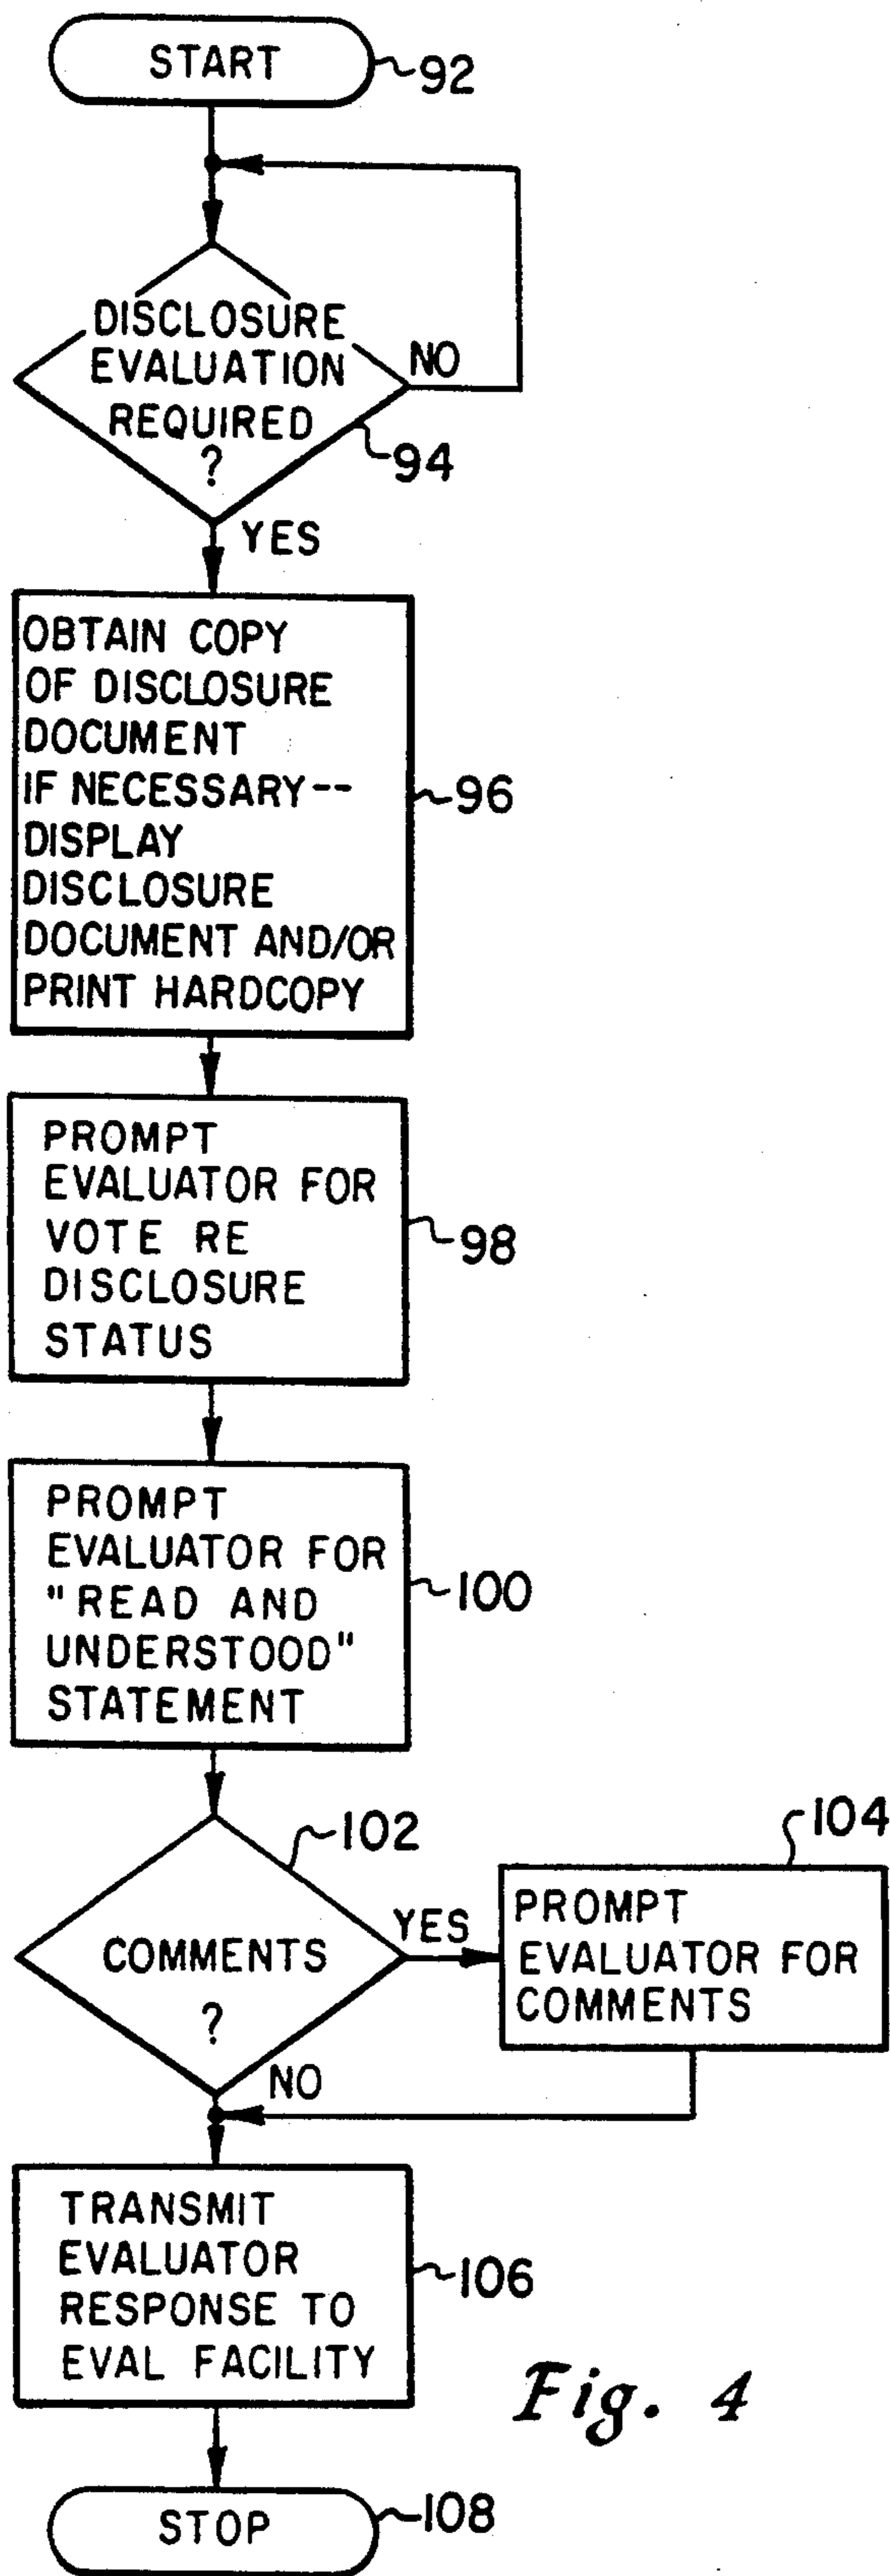 START
92
DISCLOSURE
EVALUATION
REQUIRED
?
NO
94
YES
OBTAIN COPY
OF DISCLOSURE
DOCUMENT
IF NECESSARY--
DISPLAY
DISCLOSURE
DOCUMENT AND/OR
PRINT HARDCOPY
96
PROMPT
EVALUATOR FOR
VOTE RE
DISCLOSURE
STATUS
98
PROMPT
EVALUATOR FOR
"READ AND
UNDERSTOOD"
STATEMENT
100
102
COMMENTS
?
YES
NO
104
PROMPT
EVALUATOR FOR
COMMENTS
TRANSMIT
EVALUATOR
RESPONSE TO
EVAL FACILITY
106
Fig. 4
STOP
108